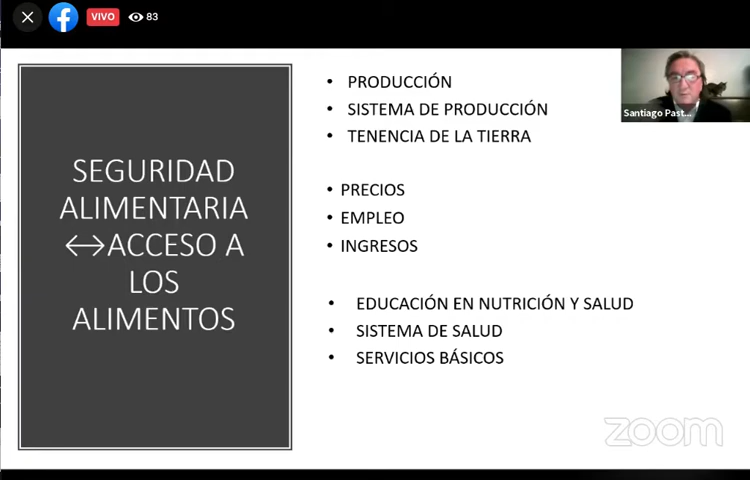 VIVO
83
SEGURIDAD
ALIMENTARIA
↔ACCESO A
LOS
ALIMENTOS
• PRODUCCIÓN
• SISTEMA DE PRODUCCIÓN
• TENENCIA DE LA TIERRA
• PRECIOS
• EMPLEO
• INGRESOS
• EDUCACIÓN EN NUTRICIÓN Y SALUD
• SISTEMA DE SALUD
• SERVICIOS BÁSICOS
Santiago Past...
zoom